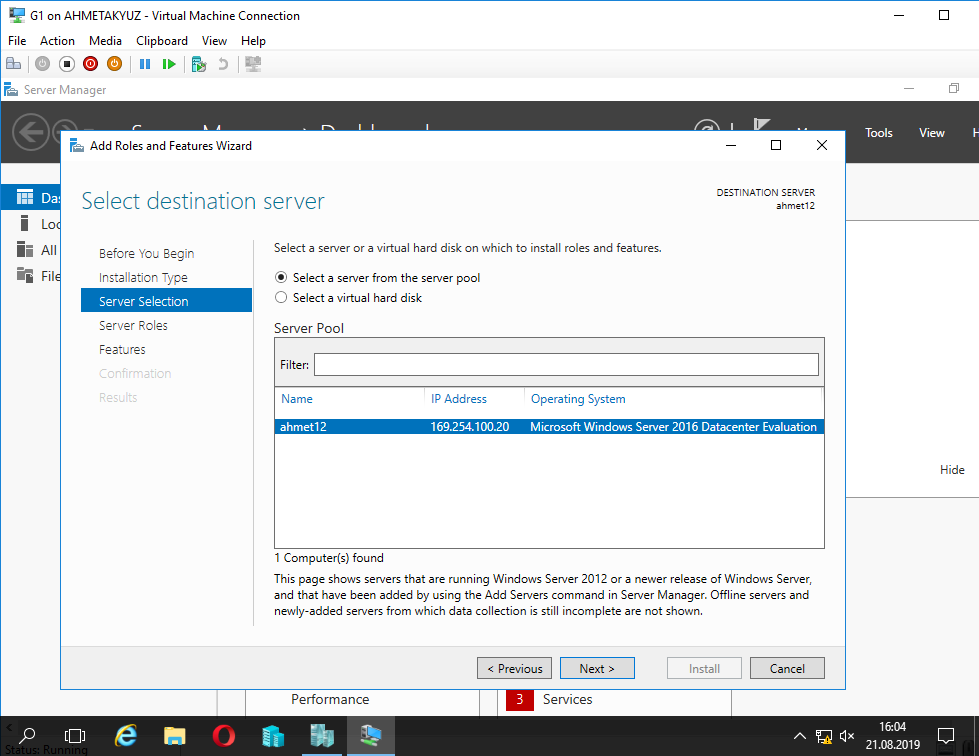 G1 on AHMETAKYUZ - Virtual Machine Connection
File Action Media Clipboard View Help
Server Manager
Tools View
Add Roles and Features Wizard
Select destination server
DESTINATION SERVER
ahmet12
Before You Begin
Installation Type
Server Selection
Server Roles
Features
Confirmation
Results
Select a server or a virtual hard disk on which to install roles and features.
Select a server from the server pool
Select a virtual hard disk
Server Pool
Filter:
Name IP Address Operating System
ahmet12 169.254.100.20 Microsoft Windows Server 2016 Datacenter Evaluation
1 Computer(s) found
This page shows servers that are running Windows Server 2012 or a newer release of Windows Server,
and that have been added by using the Add Servers command in Server Manager. Offline servers and
newly-added servers from which data collection is still incomplete are not shown.
< Previous Next > Install Cancel
All
Hide
Performance
3 Services
16:04
21.08.2019
Status: Running